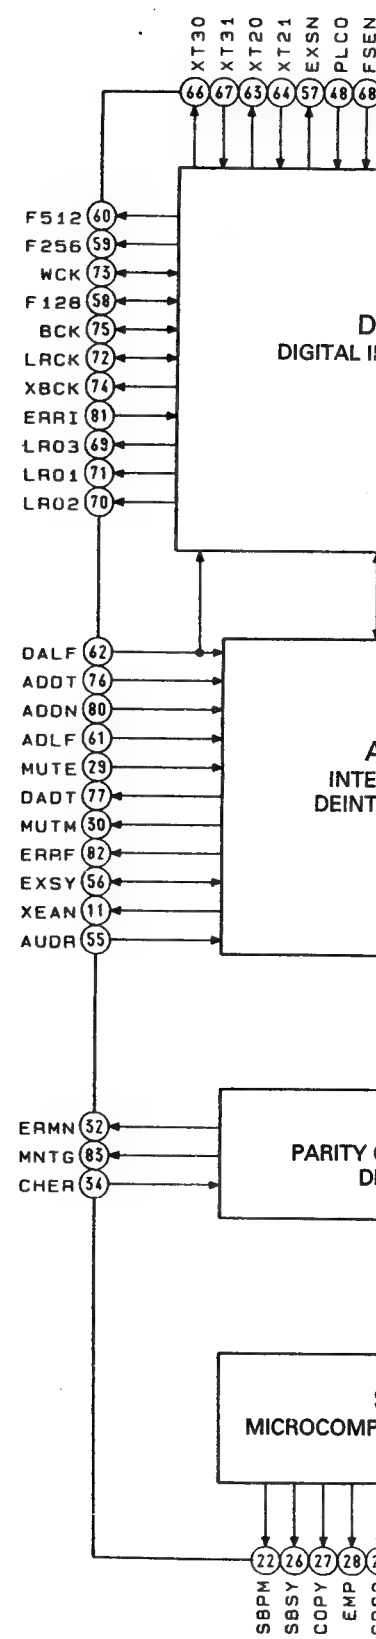 XT30 XT31 XT20 XT21 EXSN PLCO FSEN
66 67 63 64 57 48 68
F512 60
F256 59
WCK 73
F128 58
BCK 75
LRCK 72
XBCK 74
ERRI 81
LRO3 69
LRO1 71
LRO2 70
D
DIGITAL I
DALF 62
ADDT 76
ADDN 80
ADLF 61
MUTE 29
DADT 77
MUTM 30
ERRF 82
EXSY 56
XEAN 11
AUDR 55
INTE
DEINT
ERMN 32
MNTG 83
CHER 34
PARITY
D
MICROCOMP
22 26 27 28 2
SBPM SBSY COPY EMP